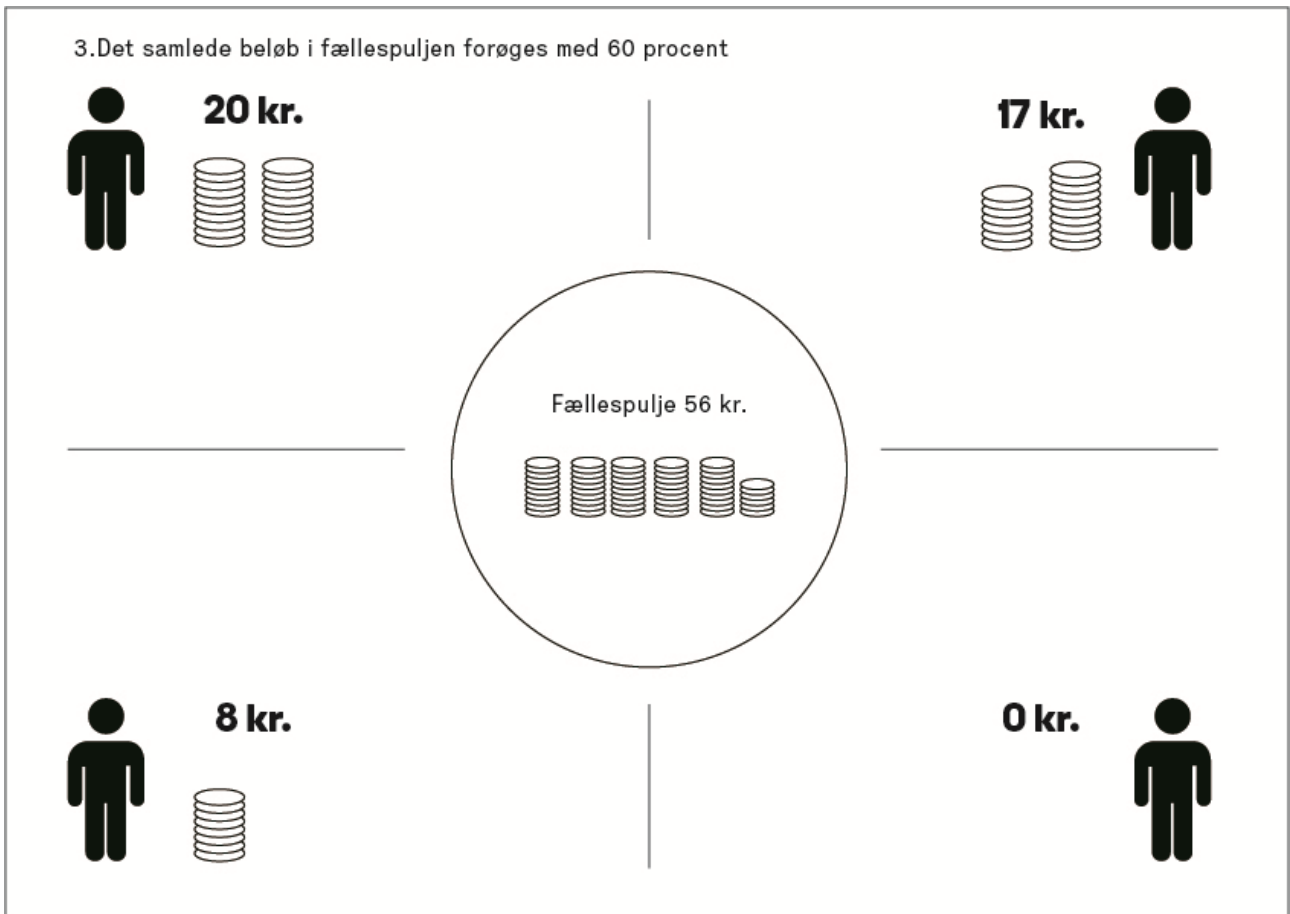 3.Det samlede beløb i fællespuljen forøges med 60 procent
20 kr.
17 kr.
Fællespulje 56 kr.
8 kr.
0 kr.